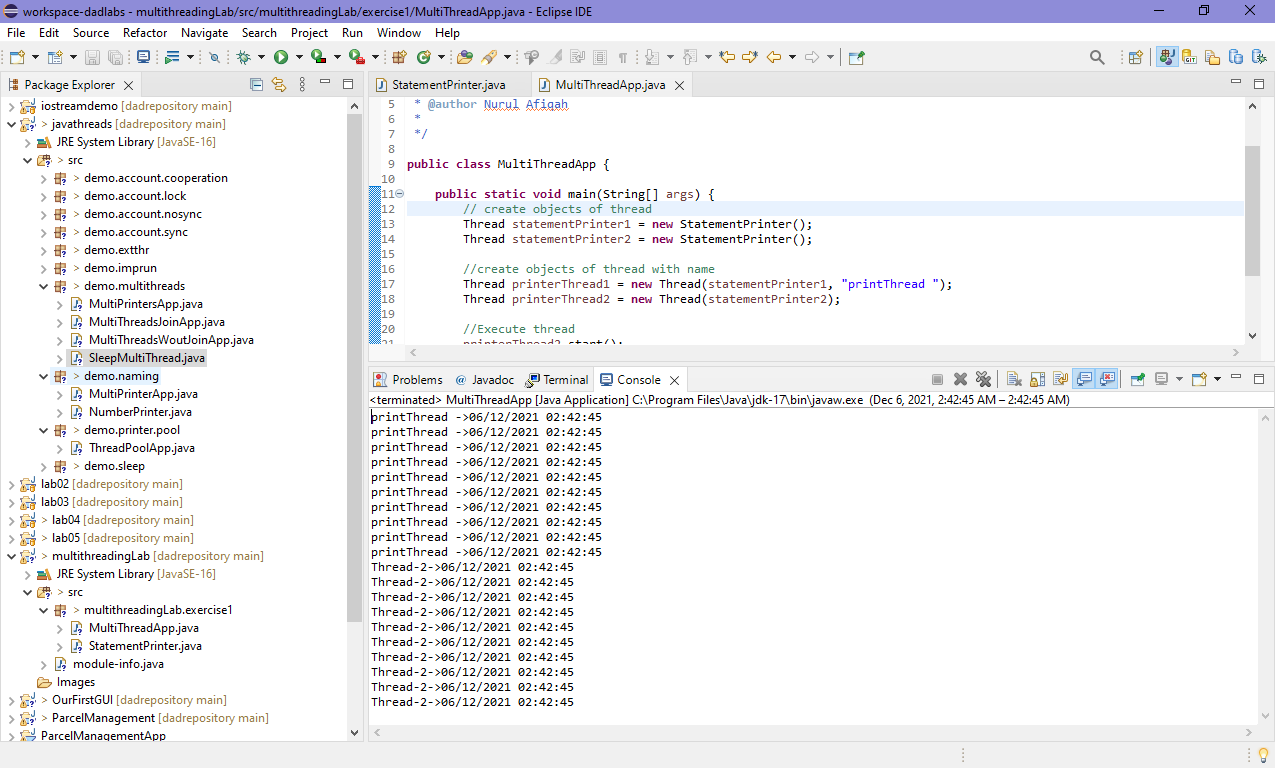 workspace-dadlabs - multithreadingLab/src/multithreadingLab/exercise1/MultiThreadApp.java - Eclipse IDE
File Edit Source Refactor Navigate Search Project Run Window Help
Package Explorer
iostreamdemo [dadrepository main]
> javathreads [dadrepository main]
JRE System Library [JavaSE-16]
> src
> demo.account.cooperation
> demo.account.lock
> demo.account.nosync
> demo.account.sync
> demo.extthr
> demo.imprun
> demo.multithreads
MultiPrintersApp.java
MultiThreadsJoinApp.java
MultiThreadsWoutJoinApp.java
SleepMultiThread.java
> demo.naming
MultiPrinterApp.java
NumberPrinter.java
> demo.printer.pool
ThreadPoolApp.java
> demo.sleep
lab02 [dadrepository main]
lab03 [dadrepository main]
> lab04 [dadrepository main]
> lab05 [dadrepository main]
> multithreadingLab [dadrepository main]
JRE System Library [JavaSE-16]
> src
> multithreadingLab.exercise1
MultiThreadApp.java
StatementPrinter.java
module-info.java
Images
> OurFirstGUI [dadrepository main]
> ParcelManagement [dadrepository main]
ParcelManagementApp
StatementPrinter.java MultiThreadApp.java
5 * @author Nurul Afiqah
6 *
7 */
8
9 public class MultiThreadApp {
10
11 public static void main(String[] args) {
12 // create objects of thread
13 Thread statementPrinter1 = new StatementPrinter();
14 Thread statementPrinter2 = new StatementPrinter();
15
16 //create objects of thread with name
17 Thread printerThread1 = new Thread(statementPrinter1, "printThread ");
18 Thread printerThread2 = new Thread(statementPrinter2);
19
20 //Execute thread
21 printerThread2.start();
Problems @ Javadoc Terminal Console
<terminated> MultiThreadApp [Java Application] C:\Program Files\Java\jdk-17\bin\javaw.exe (Dec 6, 2021, 2:42:45 AM – 2:42:45 AM)
printThread ->06/12/2021 02:42:45
printThread ->06/12/2021 02:42:45
printThread ->06/12/2021 02:42:45
printThread ->06/12/2021 02:42:45
printThread ->06/12/2021 02:42:45
printThread ->06/12/2021 02:42:45
printThread ->06/12/2021 02:42:45
printThread ->06/12/2021 02:42:45
printThread ->06/12/2021 02:42:45
printThread ->06/12/2021 02:42:45
Thread-2->06/12/2021 02:42:45
Thread-2->06/12/2021 02:42:45
Thread-2->06/12/2021 02:42:45
Thread-2->06/12/2021 02:42:45
Thread-2->06/12/2021 02:42:45
Thread-2->06/12/2021 02:42:45
Thread-2->06/12/2021 02:42:45
Thread-2->06/12/2021 02:42:45
Thread-2->06/12/2021 02:42:45
Thread-2->06/12/2021 02:42:45